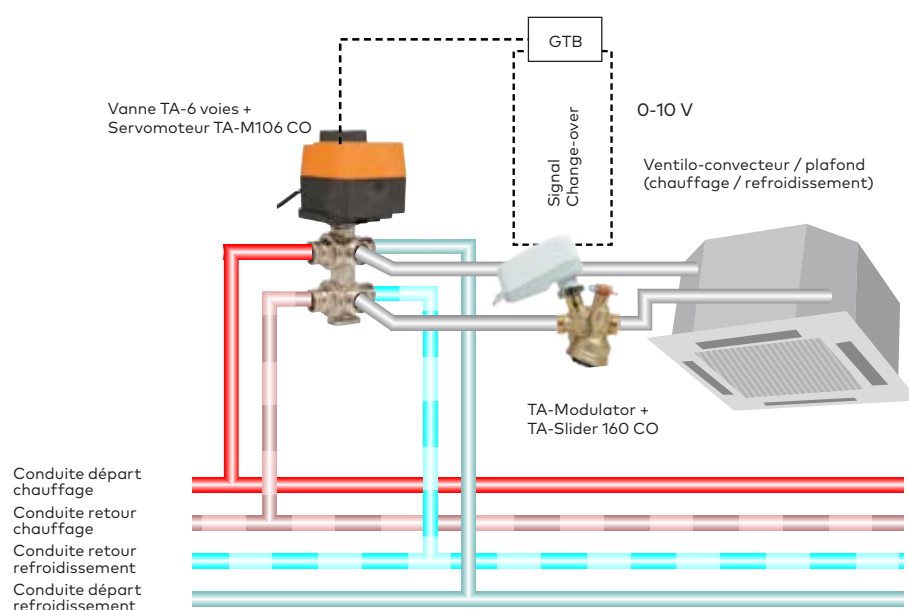 GTB
Vanne TA-6 voies +
Servomoteur TA-M106 CO
0-10 V
Signal
Change-over
Ventilo-convecteur / plafond
(chauffage / refroidissement)
TA-Modulator +
TA-Slider 160 CO
Conduite départ
chauffage
Conduite retour
chauffage
Conduite retour
refroidissement
Conduite départ
refroidissement